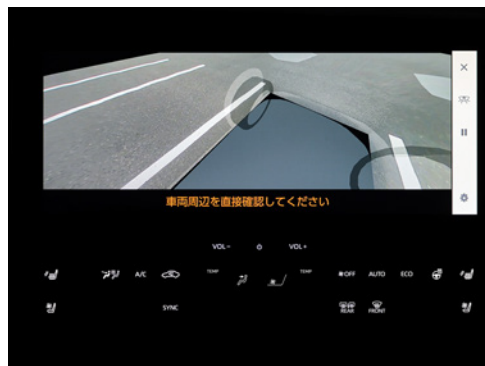 車両周辺を直接確認してください
VOL- VOL+
TEMP TEMP
A/C OFF AUTO ECO
SYNC REAR FRONT